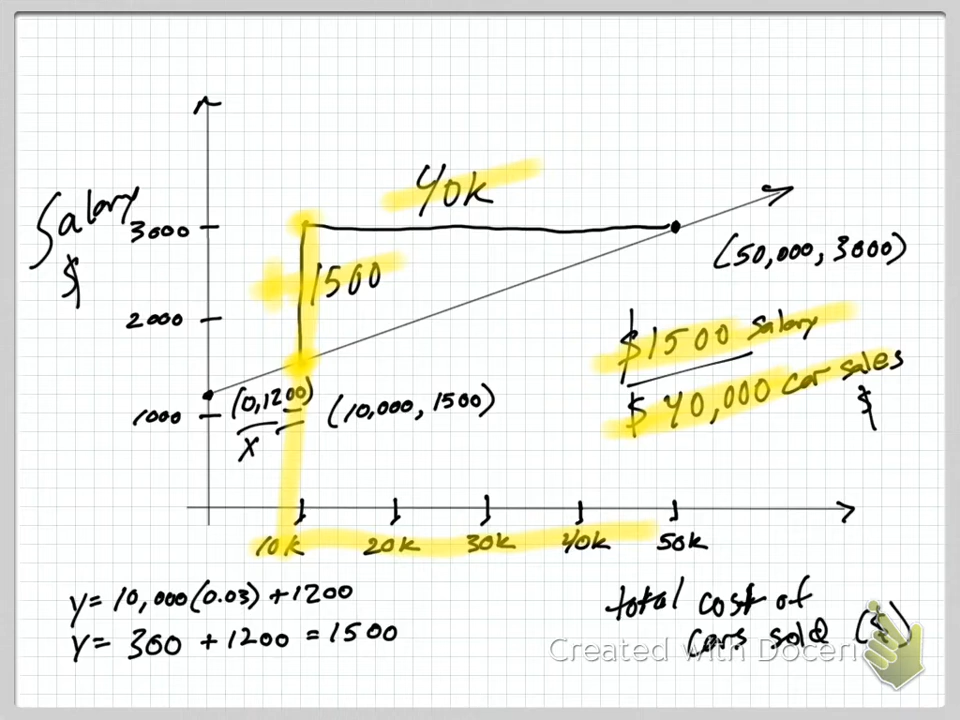 40k
Salary
$
3000
1500
(50,000, 3000)
2000
$1500 salary
$40,000 car sales
$
1000
(0,1200)
(10,000, 1500)
X
10k 20k 30k 40k 50k
y= 10,000(0.03) +1200
y= 300 +1200 = 1500
total cost of
cars sold ($)
Created with Doceri